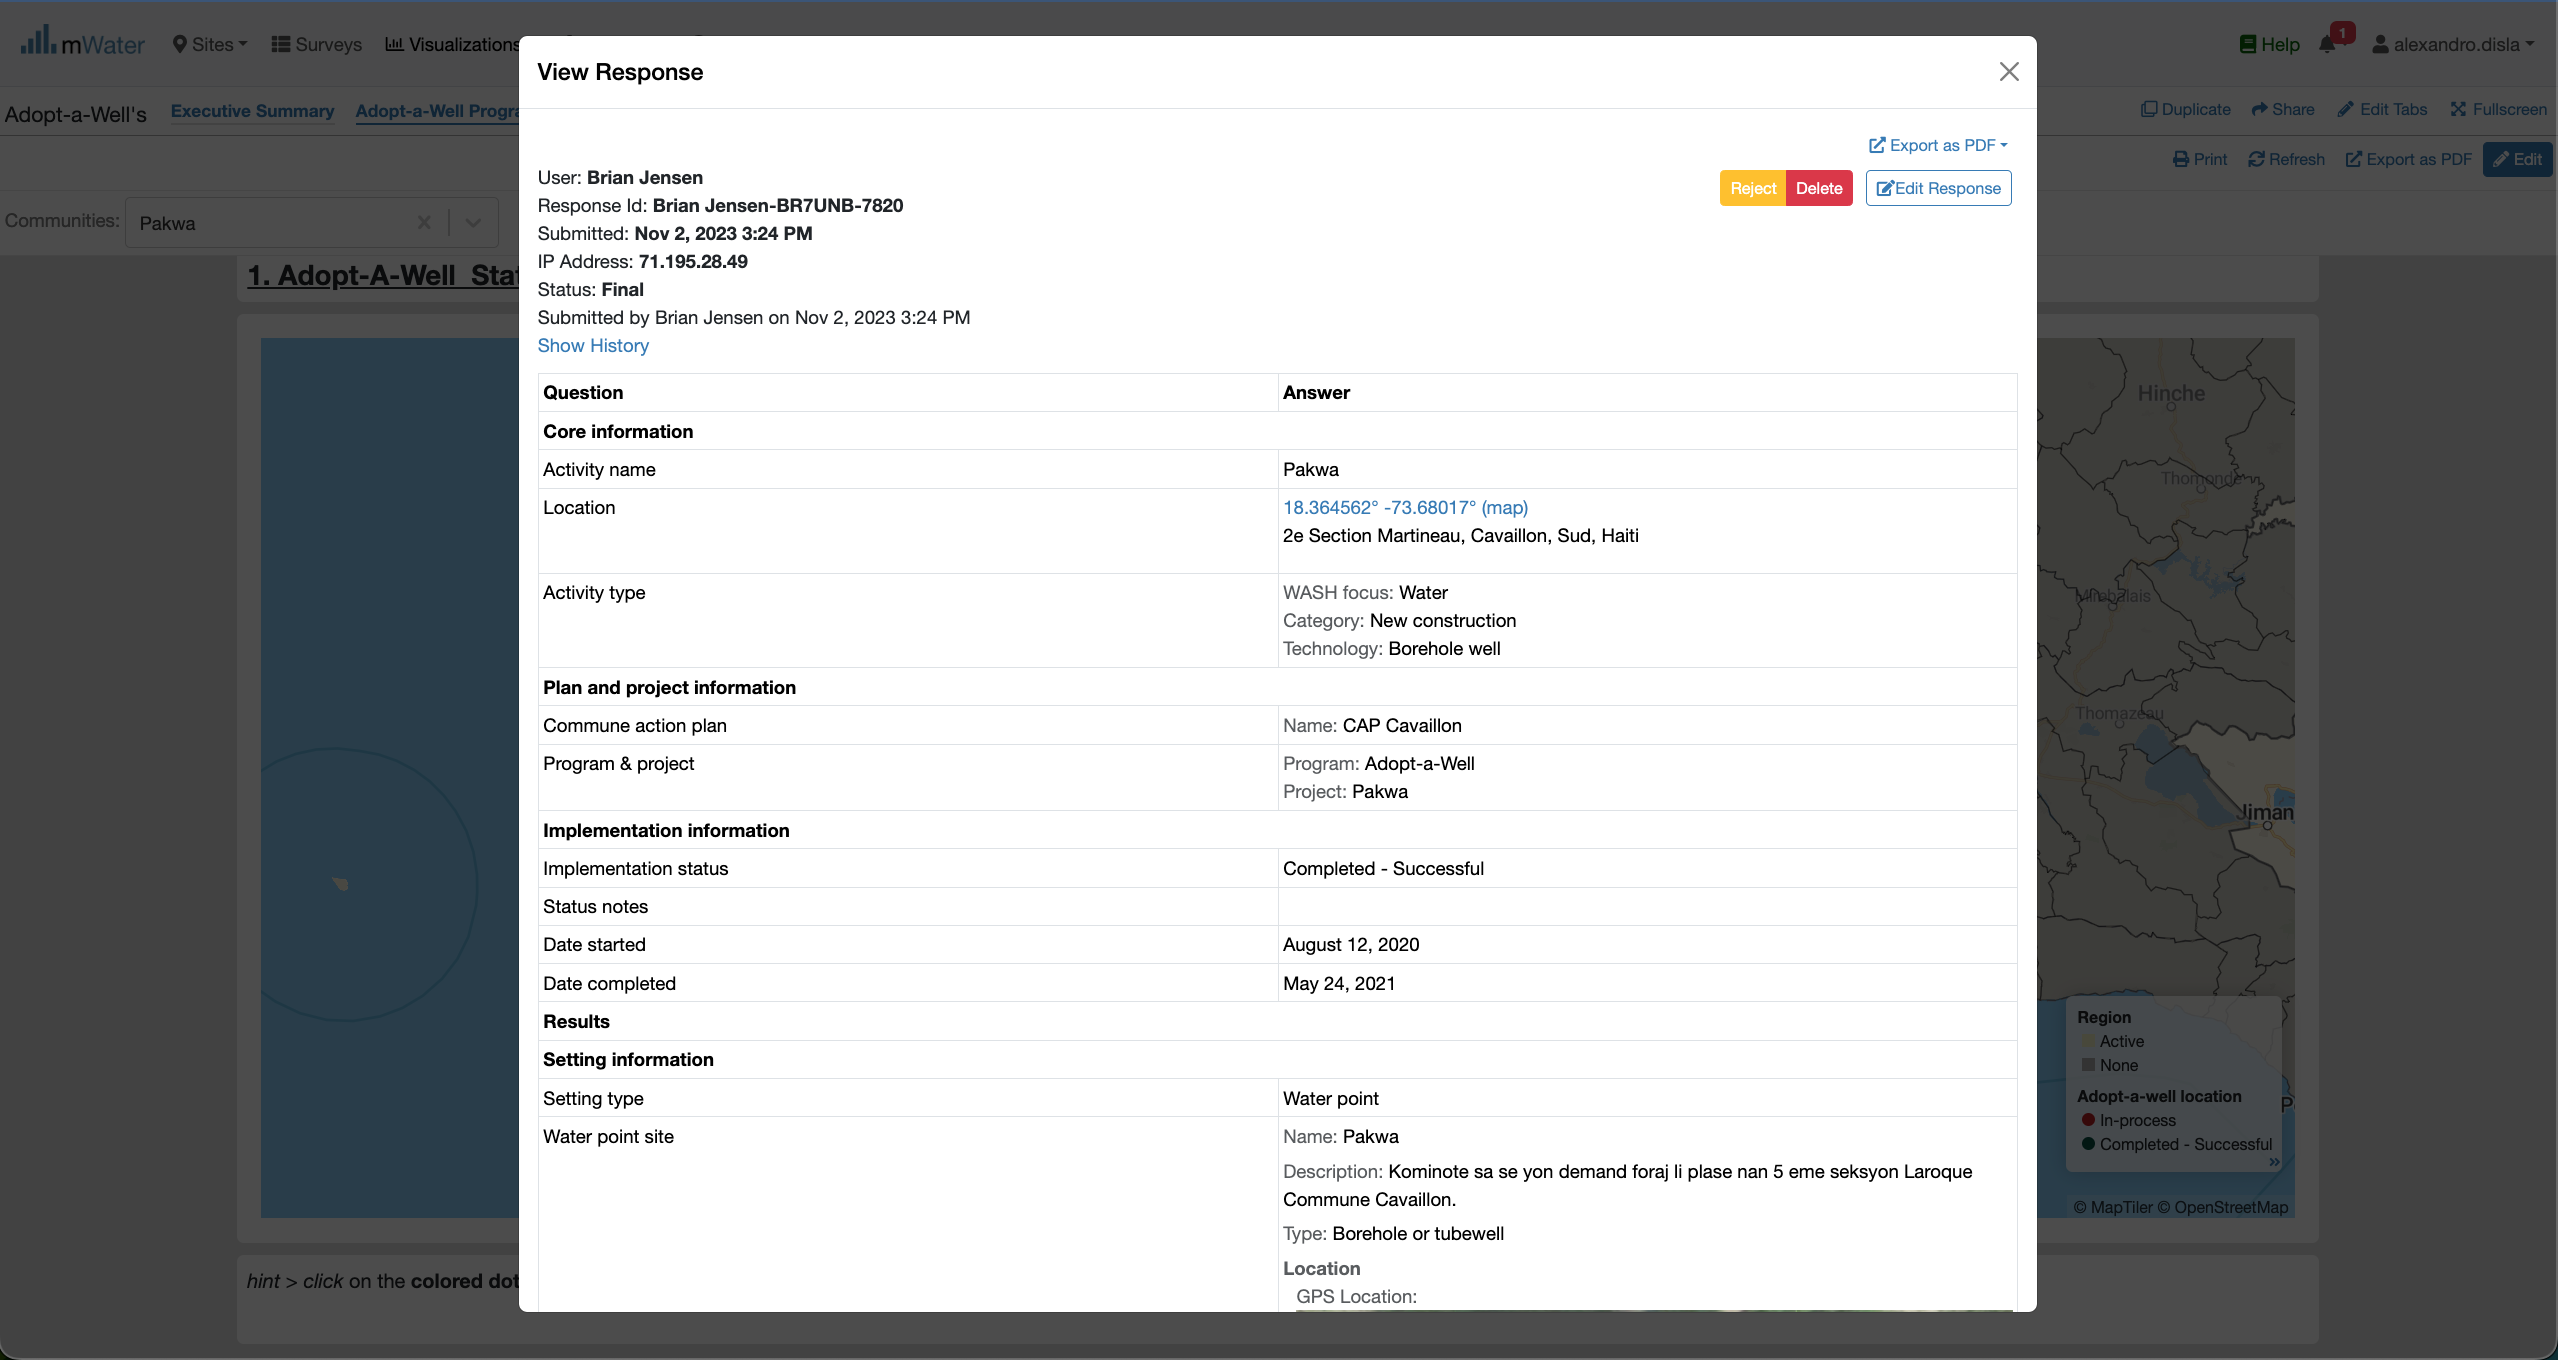 mWater
Sites
Surveys
Visualizations
Help
1
alexandro.disla
Adopt-a-Well's
Executive Summary
Duplicate
Share
Edit Tabs
Fullscreen
Print
Refresh
Export as PDF
Edit
Communities:
Pakwa
1. Adopt-A-Well
View Response
Export as PDF
User: Brian Jensen
Reject
Delete
Edit Response
Response Id: Brian Jensen-BR7UNB-7820
Submitted: Nov 2, 2023 3:24 PM
IP Address: 71.195.28.49
Status: Final
Submitted by Brian Jensen on Nov 2, 2023 3:24 PM
Show History
Question
Answer
Core information
Activity name
Pakwa
Location
18.364562° -73.68017° (map)
2e Section Martineau, Cavaillon, Sud, Haiti
Activity type
WASH focus: Water
Category: New construction
Technology: Borehole well
Plan and project information
Commune action plan
Name: CAP Cavaillon
Program & project
Program: Adopt-a-Well
Project: Pakwa
Implementation information
Implementation status
Completed - Successful
Status notes
Date started
August 12, 2020
Date completed
May 24, 2021
Results
Setting information
Setting type
Water point
Water point site
Name: Pakwa
Description: Kominote sa se yon demand foraj li plase nan 5 eme seksyon Laroque
Commune Cavaillon.
Type: Borehole or tubewell
Location
GPS Location:
Hinche
Thomonde
Mirebalais
Thomazeau
Region
Active
None
Adopt-a-well location
In-process
Completed - Successful
© MapTiler © OpenStreetMap
hint > click on the colored